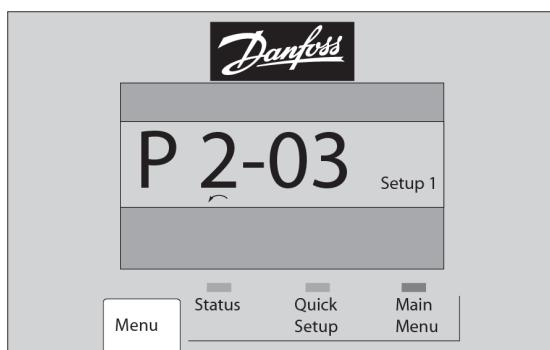 Danfoss
P 2-03
Setup 1
Status
Quick
Setup
Main
Menu
Menu